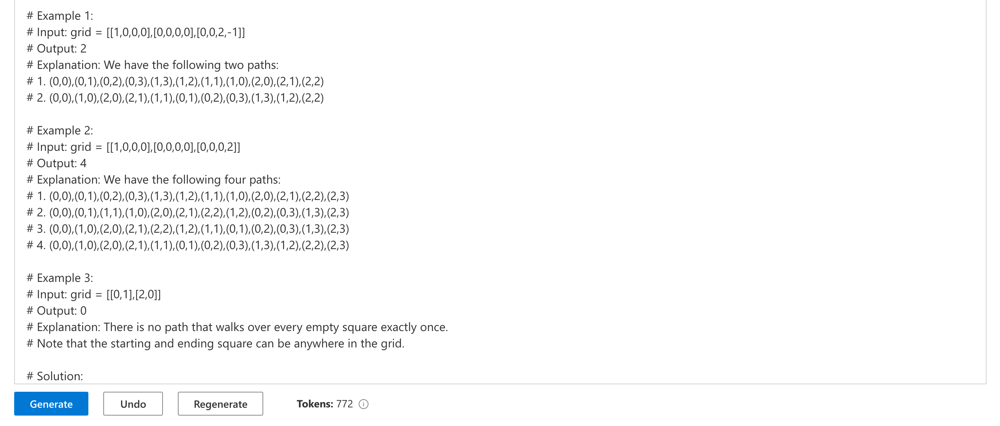 # Example 1:
# Input: grid = [[1,0,0,0],[0,0,0,0],[0,0,2,-1]]
# Output: 2
# Explanation: We have the following two paths:
# 1. (0,0),(0,1),(0,2),(0,3),(1,3),(1,2),(1,1),(1,0),(2,0),(2,1),(2,2)
# 2. (0,0),(1,0),(2,0),(2,1),(1,1),(0,1),(0,2),(0,3),(1,3),(1,2),(2,2)
# Example 2:
# Input: grid = [[1,0,0,0],[0,0,0,0],[0,0,0,2]]
# Output: 4
# Explanation: We have the following four paths:
# 1. (0,0),(0,1),(0,2),(0,3),(1,3),(1,2),(1,1),(1,0),(2,0),(2,1),(2,2),(2,3)
# 2. (0,0),(0,1),(1,1),(1,0),(2,0),(2,1),(2,2),(1,2),(0,2),(0,3),(1,3),(2,3)
# 3. (0,0),(1,0),(2,0),(2,1),(2,2),(1,2),(1,1),(0,1),(0,2),(0,3),(1,3),(2,3)
# 4. (0,0),(1,0),(2,0),(2,1),(1,1),(0,1),(0,2),(0,3),(1,3),(1,2),(2,2),(2,3)
# Example 3:
# Input: grid = [[0,1],[2,0]]
# Output: 0
# Explanation: There is no path that walks over every empty square exactly once.
# Note that the starting and ending square can be anywhere in the grid.
# Solution:
Generate Undo Regenerate Tokens: 772